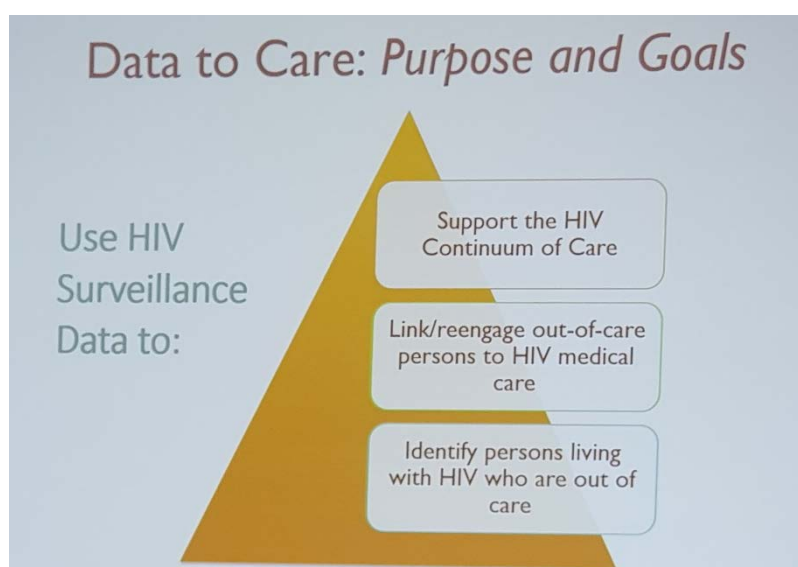 Data to Care: Purpose and Goals
Use HIV
Surveillance
Data to:
Support the HIV
Continuum of Care
Link/reengage out-of-care
persons to HIV medical
care
Identify persons living
with HIV who are out of
care